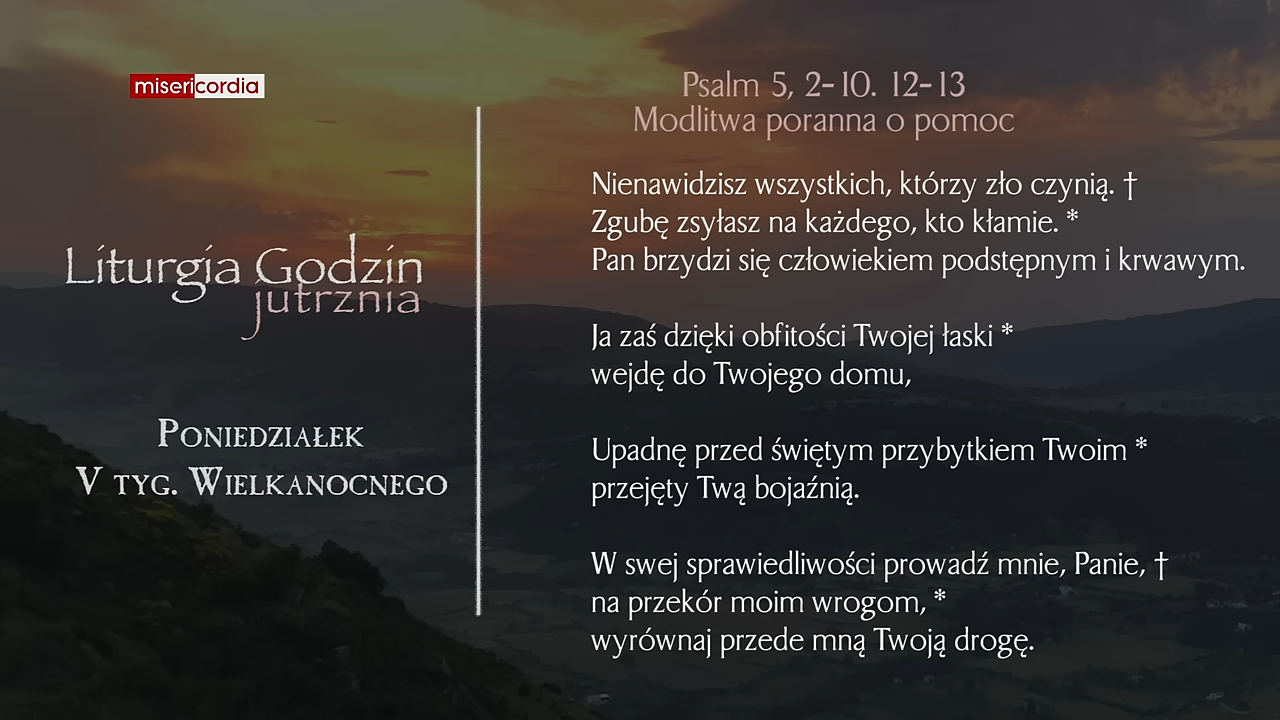 misericordia
Liturgia Godzin
jutrznia
Poniedziałek
V tyg. Wielkanocnego
Psalm 5, 2-10. 12-13
Modlitwa poranna o pomoc
Nienawidzisz wszystkich, którzy zło czynią. †
Zgubę zsyłasz na każdego, kto kłamie. *
Pan brzydzi się człowiekiem podstępnym i krwawym.
Ja zaś dzięki obfitości Twojej łaski *
wejdę do Twojego domu,
Upadnę przed świętym przybytkiem Twoim *
przejęty Twą bojaźnią.
W swej sprawiedliwości prowadź mnie, Panie, †
na przekór moim wrogom, *
wyrównaj przede mną Twoją drogę.